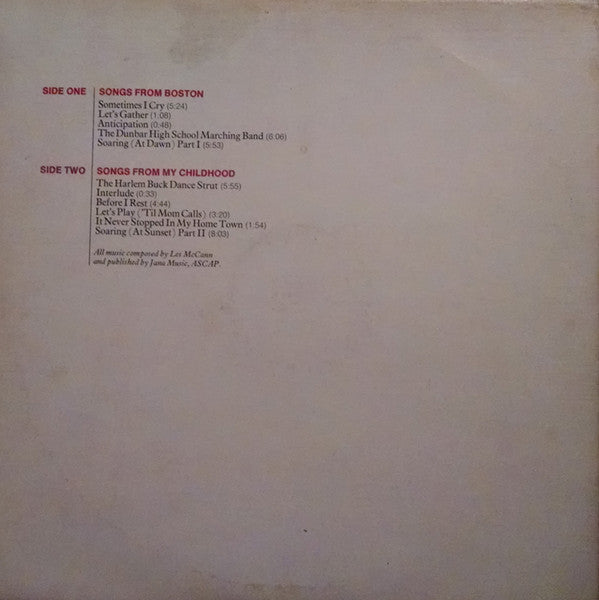 SIDE ONE SONGS FROM BOSTON
Sometimes I Cry (5:24)
Let's Gather (1:08)
Anticipation (0:46)
The Dunbar High School Marching Band (6:06)
Soaring (At Dawn) Part I (5:53)
SIDE TWO SONGS FROM MY CHILDHOOD
The Harlem Buck Dance Strut (5:55)
Interlude (0:33)
Before I Rest (4:44)
Let's Play ('Til Mom Calls) (3:20)
It Never Stopped In My Home Town (1:54)
Soaring (At Sunset) Part II (8:03)
All music composed by Les McCann
and published by Jana Music, ASCAP.